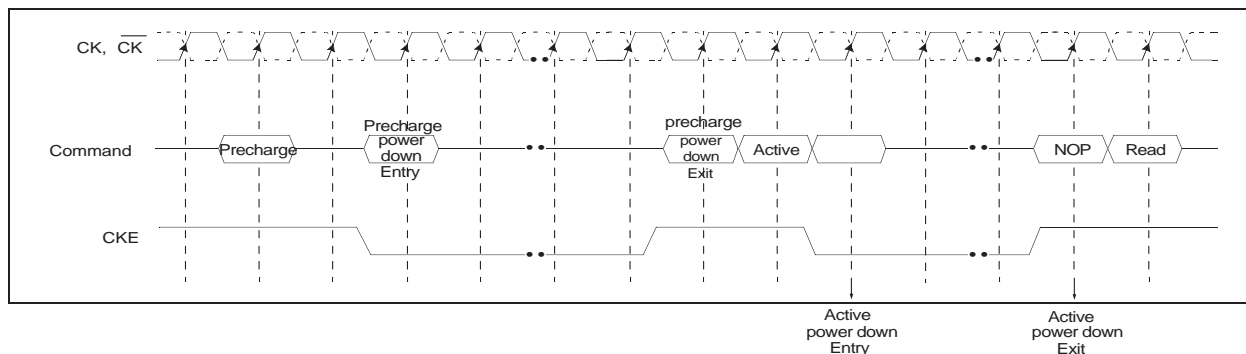 CK, C̅K̅
Precharge
power
down
Entry
precharge
power
down
Exit
Command
Precharge
Active
NOP
Read
CKE
Active
power down
Entry
Active
power down
Exit